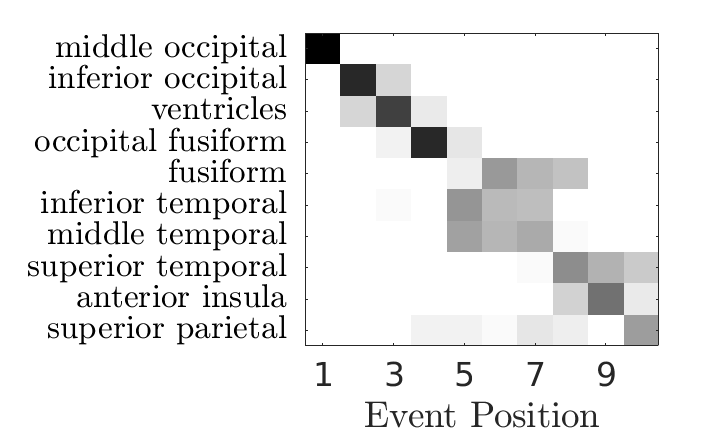 middle occipital
inferior occipital
ventricles
occipital fusiform
fusiform
inferior temporal
middle temporal
superior temporal
anterior insula
superior parietal
1 3 5 7 9
Event Position